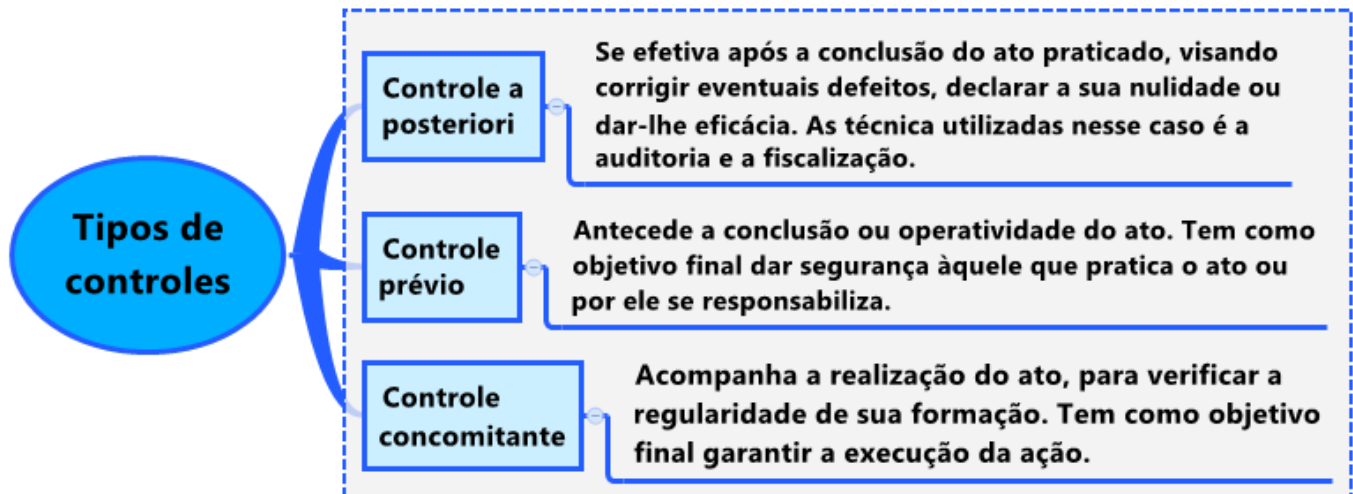 Tipos de
controles
Controle a
posteriori
Se efetiva após a conclusão do ato praticado, visando
corrigir eventuais defeitos, declarar a sua nulidade ou
dar-lhe eficácia. As técnica utilizadas nesse caso é a
auditoria e a fiscalização.
Controle
prévio
Antecede a conclusão ou operatividade do ato. Tem como
objetivo final dar segurança àquele que pratica o ato ou
por ele se responsabiliza.
Controle
concomitante
Acompanha a realização do ato, para verificar a
regularidade de sua formação. Tem como objetivo
final garantir a execução da ação.